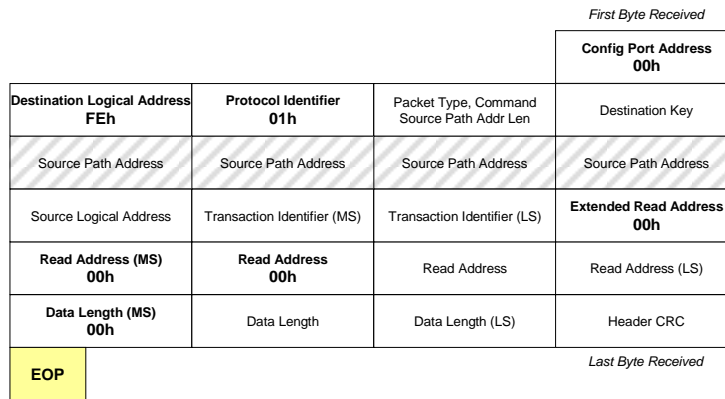 First Byte Received
Config Port Address
00h
Destination Logical Address
FEh
Protocol Identifier
01h
Packet Type, Command
Source Path Addr Len
Destination Key
Source Path Address
Source Path Address
Source Path Address
Source Path Address
Source Logical Address
Transaction Identifier (MS)
Transaction Identifier (LS)
Extended Read Address
00h
Read Address (MS)
00h
Read Address
00h
Read Address
Read Address (LS)
Data Length (MS)
00h
Data Length
Data Length (LS)
Header CRC
EOP
Last Byte Received